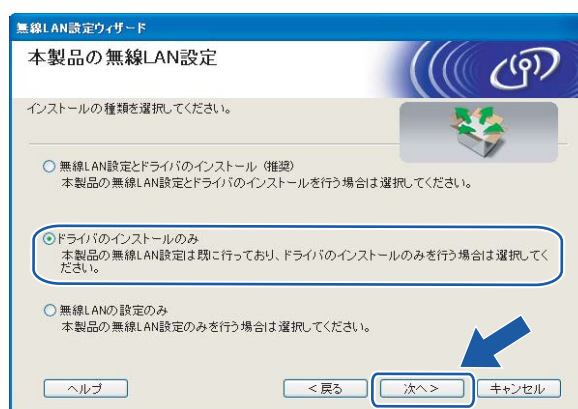 無線LAN設定ウィザード
本製品の無線LAN設定
インストールの種類を選択してください。
無線LAN設定とドライバのインストール（推奨）
本製品の無線LAN設定とドライバのインストールを行う場合は選択してください。
ドライバのインストールのみ
本製品の無線LAN設定は既に行っており、ドライバのインストールのみを行う場合は選択してく
ださい。
無線LANの設定のみ
本製品の無線LAN設定のみを行う場合は選択してください。
ヘルプ <戻る 次へ> キャンセル